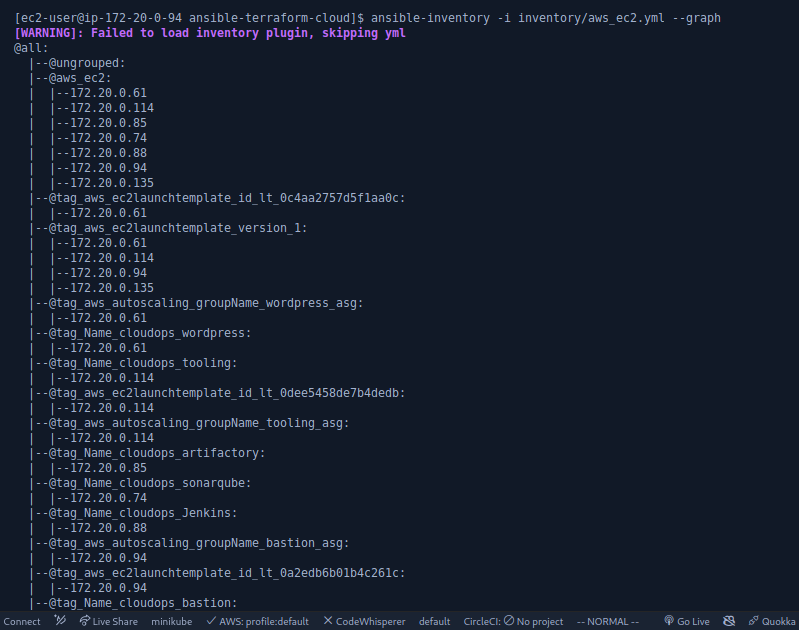 [ec2-user@ip-172-20-0-94 ansible-terraform-cloud]$ ansible-inventory -i inventory/aws_ec2.yml --graph
[WARNING]: Failed to load inventory plugin, skipping yml
@all:
  |--@ungrouped:
  |--@aws_ec2:
  |  |--172.20.0.61
  |  |--172.20.0.114
  |  |--172.20.0.85
  |  |--172.20.0.74
  |  |--172.20.0.88
  |  |--172.20.0.94
  |  |--172.20.0.135
  |--@tag_aws_ec2launchtemplate_id_lt_0c4aa2757d5f1aa0c:
  |  |--172.20.0.61
  |--@tag_aws_ec2launchtemplate_version_1:
  |  |--172.20.0.61
  |  |--172.20.0.114
  |  |--172.20.0.94
  |  |--172.20.0.135
  |--@tag_aws_autoscaling_groupName_wordpress_asg:
  |  |--172.20.0.61
  |--@tag_Name_cloudops_wordpress:
  |  |--172.20.0.61
  |--@tag_Name_cloudops_tooling:
  |  |--172.20.0.114
  |--@tag_aws_ec2launchtemplate_id_lt_0dee5458de7b4dedb:
  |  |--172.20.0.114
  |--@tag_aws_autoscaling_groupName_tooling_asg:
  |  |--172.20.0.114
  |--@tag_Name_cloudops_artifactory:
  |  |--172.20.0.85
  |--@tag_Name_cloudops_sonarqube:
  |  |--172.20.0.74
  |--@tag_Name_cloudops_Jenkins:
  |  |--172.20.0.88
  |--@tag_aws_autoscaling_groupName_bastion_asg:
  |  |--172.20.0.94
  |--@tag_aws_ec2launchtemplate_id_lt_0a2edb6b01b4c261c:
  |  |--172.20.0.94
  |--@tag_Name_cloudops_bastion:
Connect Live Share minikube AWS: profile:default CodeWhisperer default CircleCI: No project -- NORMAL -- Go Live Quokka